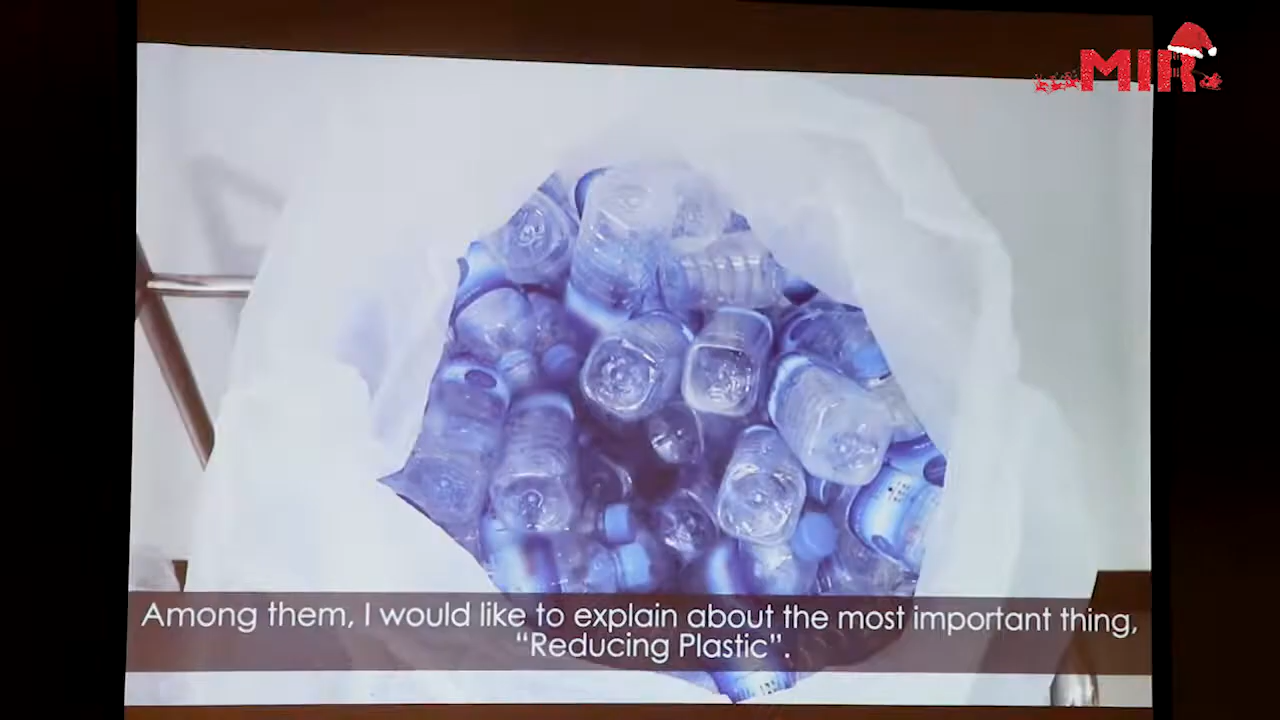 MIR
Among them, I would like to explain about the most important thing,
“Reducing Plastic”.